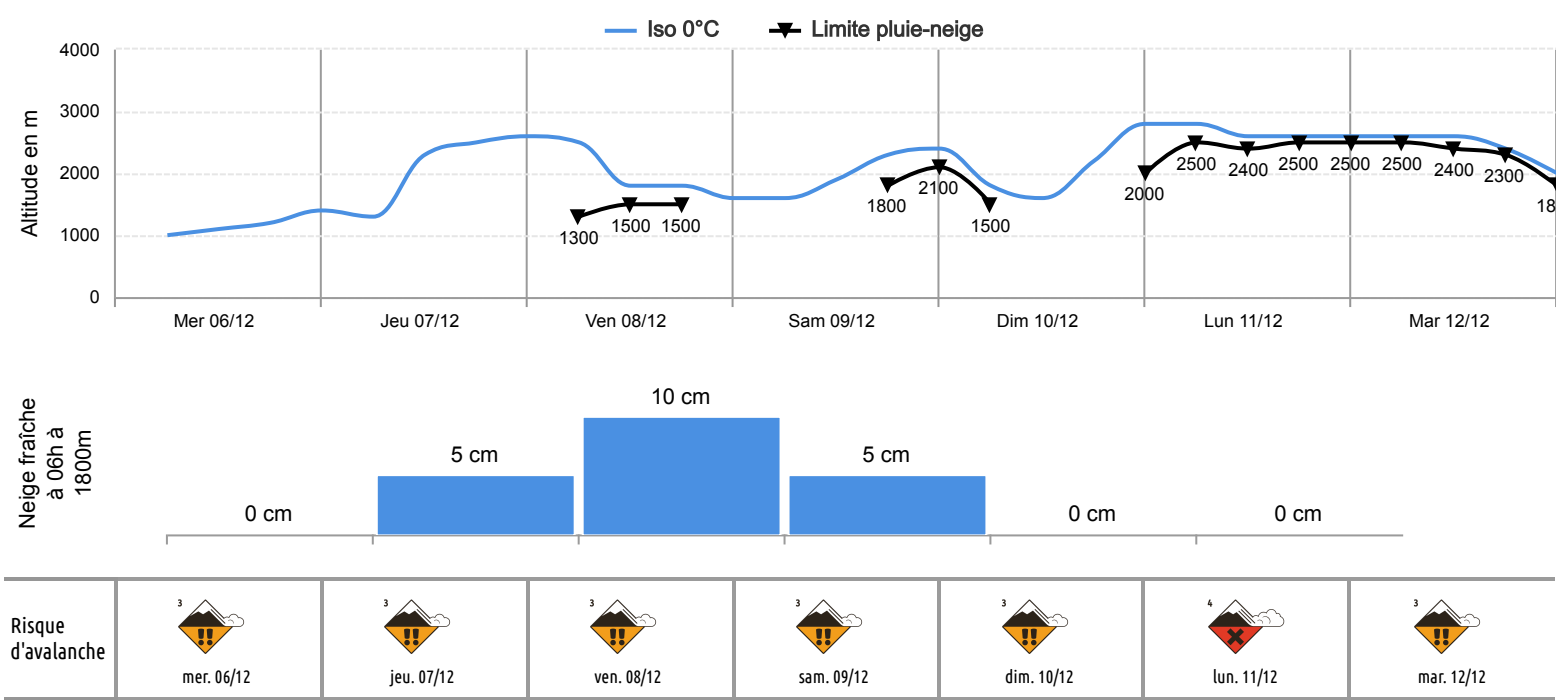 Iso 0°C Limite pluie-neige
Altitude en m
4000
3000
2000
1000
0
1300 1500 1500 1800 2100 1500 2000 2500 2400 2500 2500 2500 2400 2300 18
Mer 06/12 Jeu 07/12 Ven 08/12 Sam 09/12 Dim 10/12 Lun 11/12 Mar 12/12
Neige fraîche
à 06h à
1800m
0 cm 5 cm 10 cm 5 cm 0 cm 0 cm
Risque
d'avalanche
3 3 3 3 3 4 3
mer. 06/12 jeu. 07/12 ven. 08/12 sam. 09/12 dim. 10/12 lun. 11/12 mar. 12/12